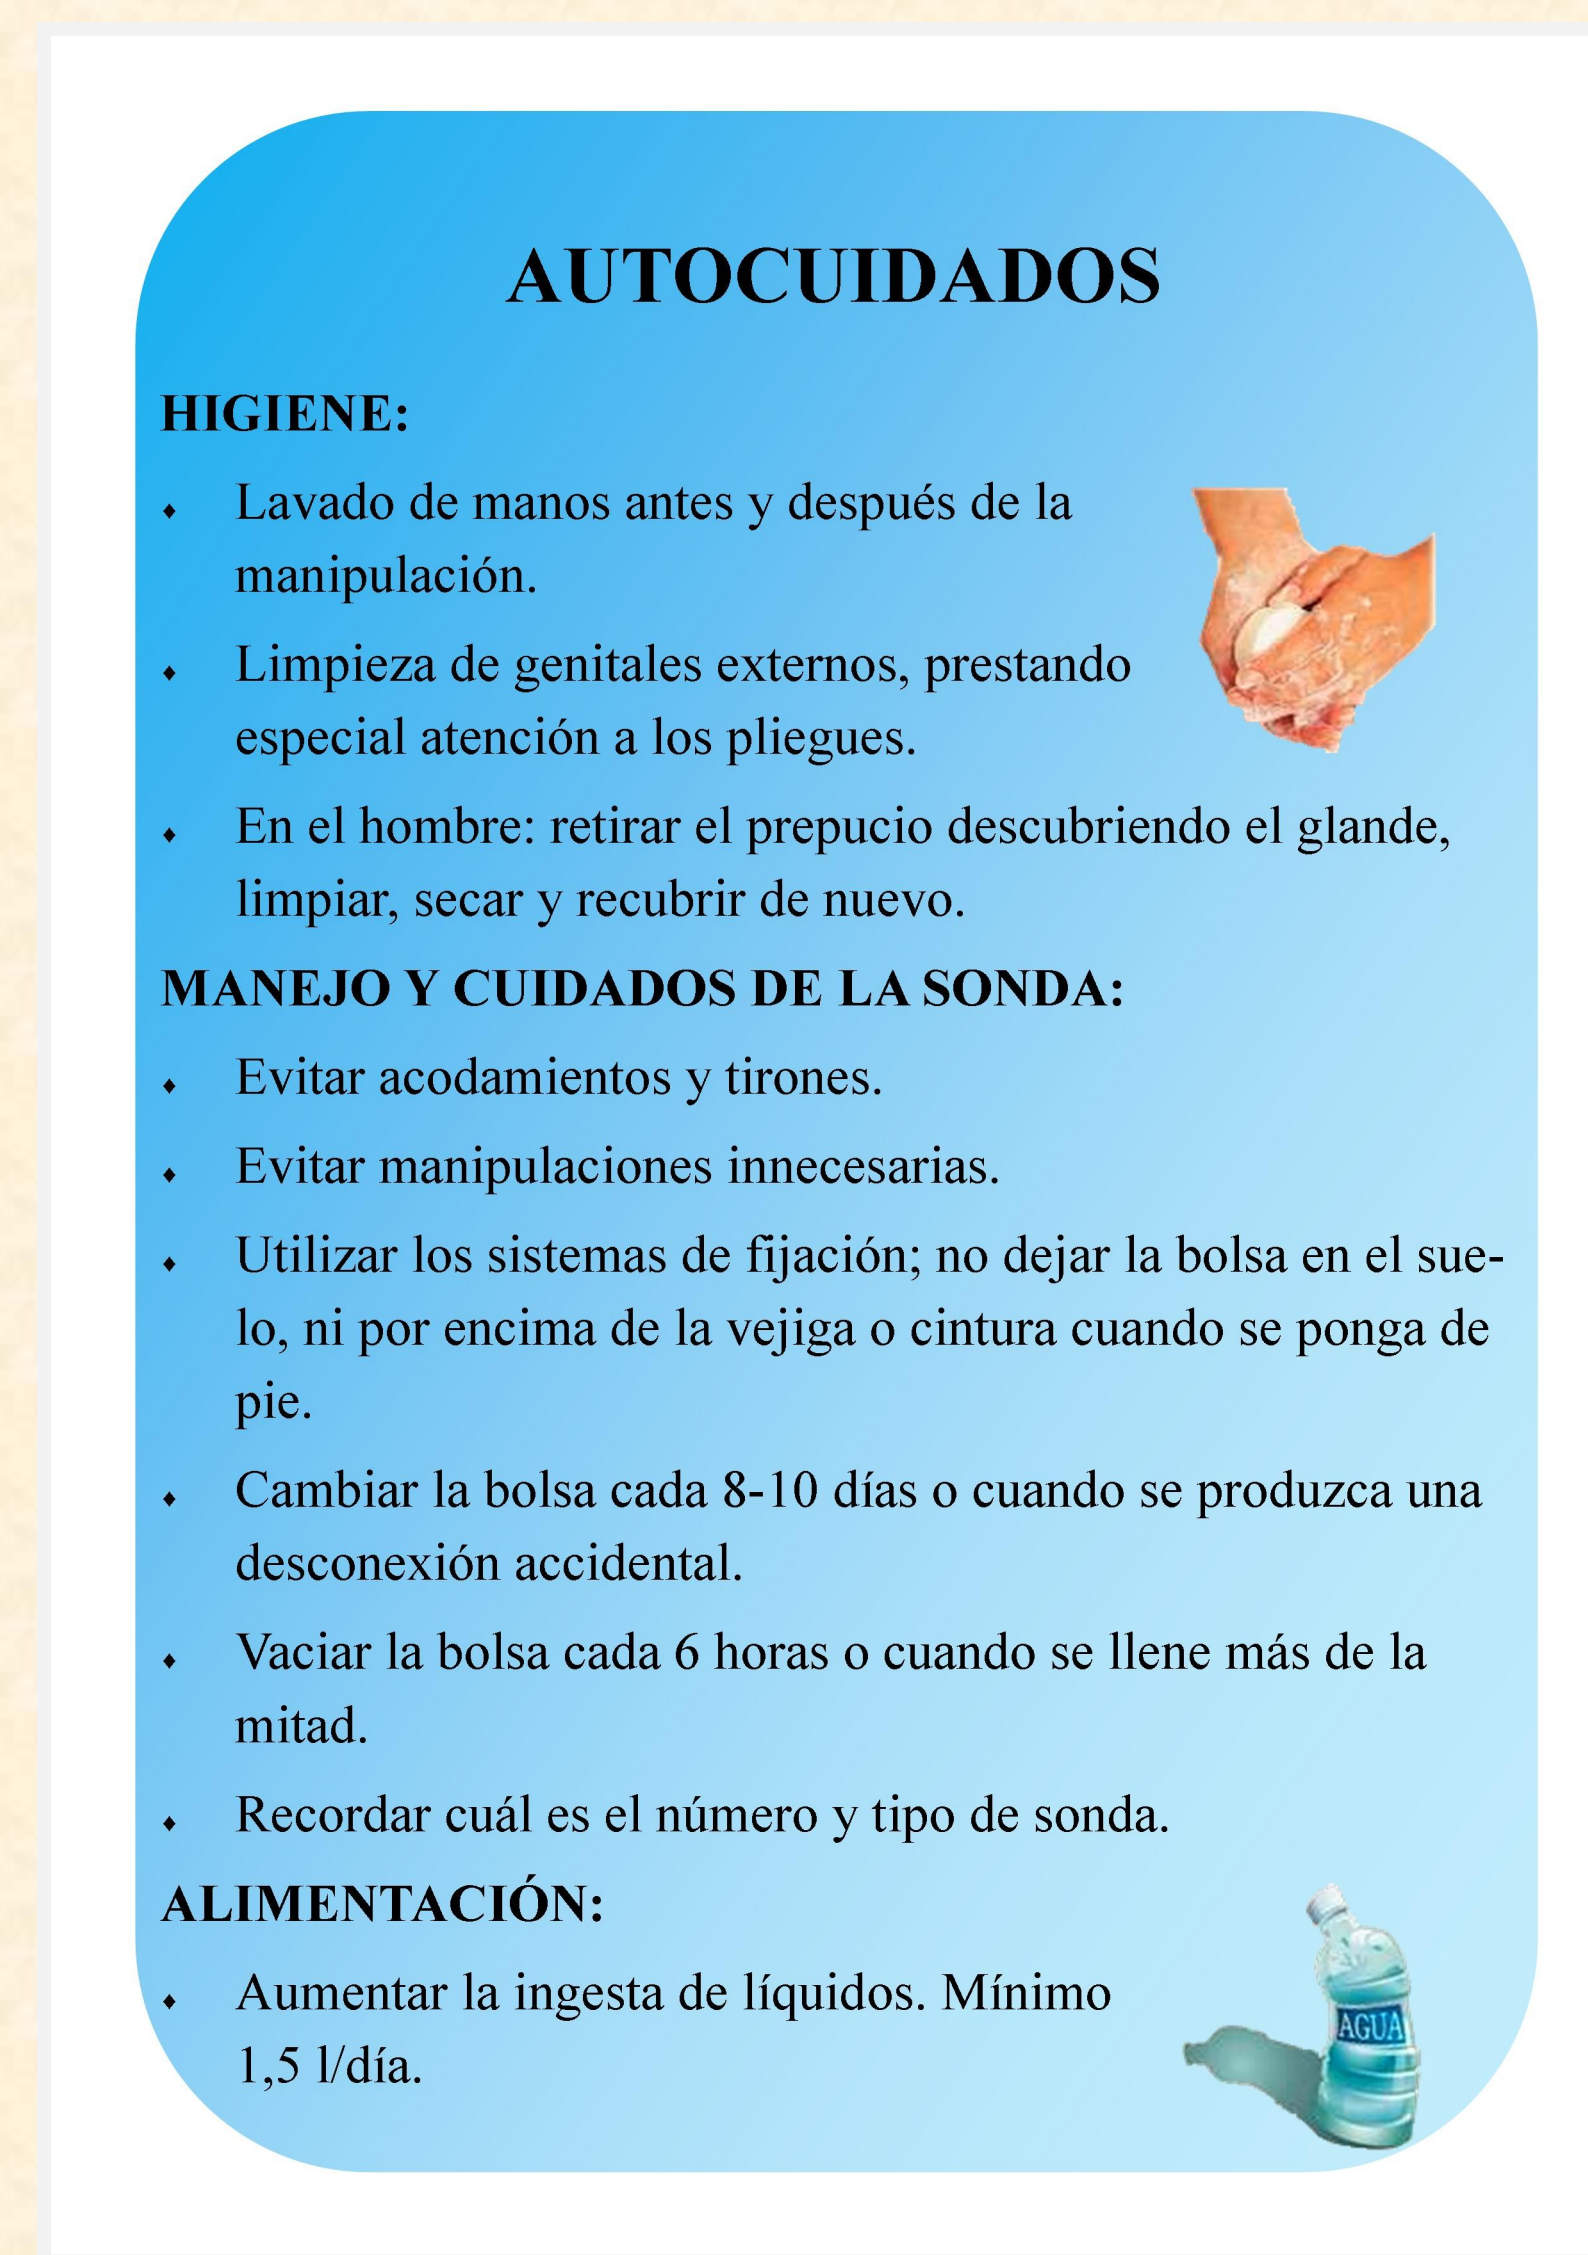 AUTOCUIDADOS
HIGIENE:
⬧ Lavado de manos antes y después de la
manipulación.
⬧ Limpieza de genitales externos, prestando
especial atención a los pliegues.
⬧ En el hombre: retirar el prepucio descubriendo el glande,
limpiar, secar y recubrir de nuevo.
MANEJO Y CUIDADOS DE LA SONDA:
⬧ Evitar acodamientos y tirones.
⬧ Evitar manipulaciones innecesarias.
⬧ Utilizar los sistemas de fijación; no dejar la bolsa en el sue-
lo, ni por encima de la vejiga o cintura cuando se ponga de
pie.
⬧ Cambiar la bolsa cada 8-10 días o cuando se produzca una
desconexión accidental.
⬧ Vaciar la bolsa cada 6 horas o cuando se llene más de la
mitad.
⬧ Recordar cuál es el número y tipo de sonda.
ALIMENTACIÓN:
⬧ Aumentar la ingesta de líquidos. Mínimo
1,5 l/día.
AGUA